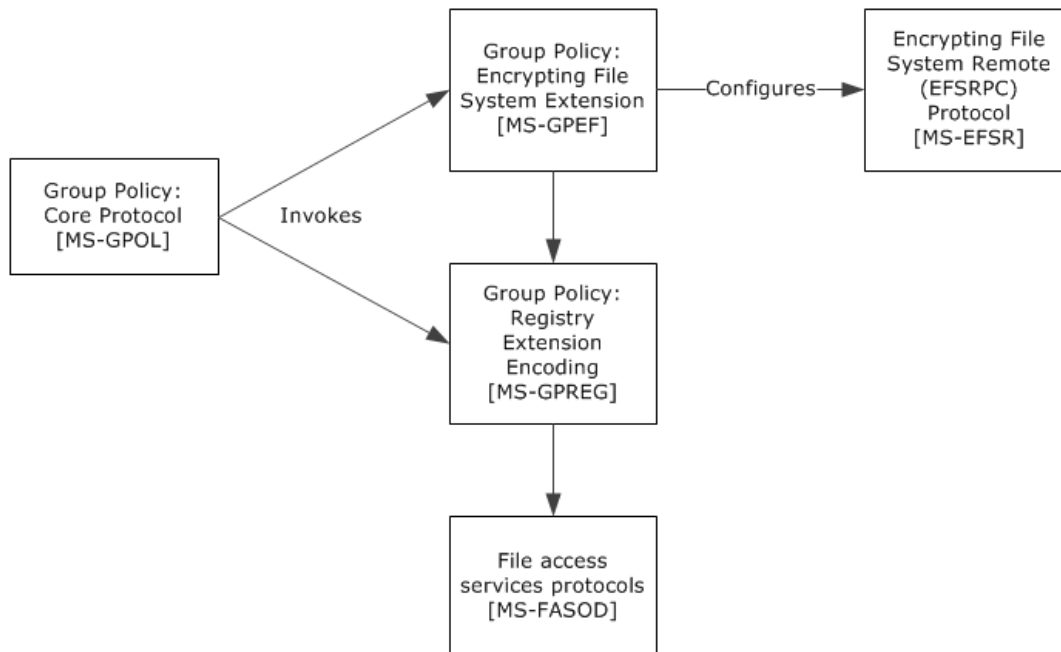 Group Policy:
Encrypting File
System Extension
[MS-GPEF]
Configures
Encrypting File
System Remote
(EFSRPC)
Protocol
[MS-EFSR]
Group Policy:
Core Protocol
[MS-GPOL]
Invokes
Group Policy:
Registry
Extension
Encoding
[MS-GPREG]
File access
services protocols
[MS-FASOD]